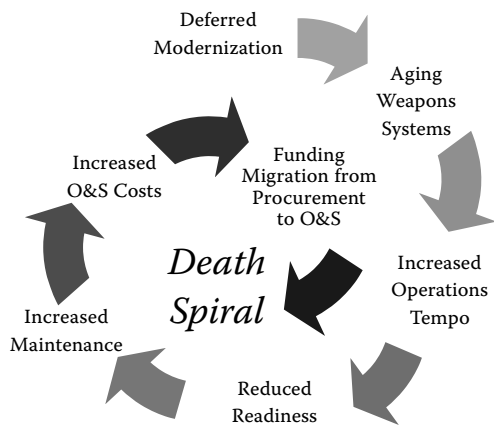 Deferred
Modernization
Aging
Weapons
Systems
Increased
Operations
Tempo
Reduced
Readiness
Increased
Maintenance
Increased
O&S Costs
Funding
Migration from
Procurement
to O&S
Death
Spiral